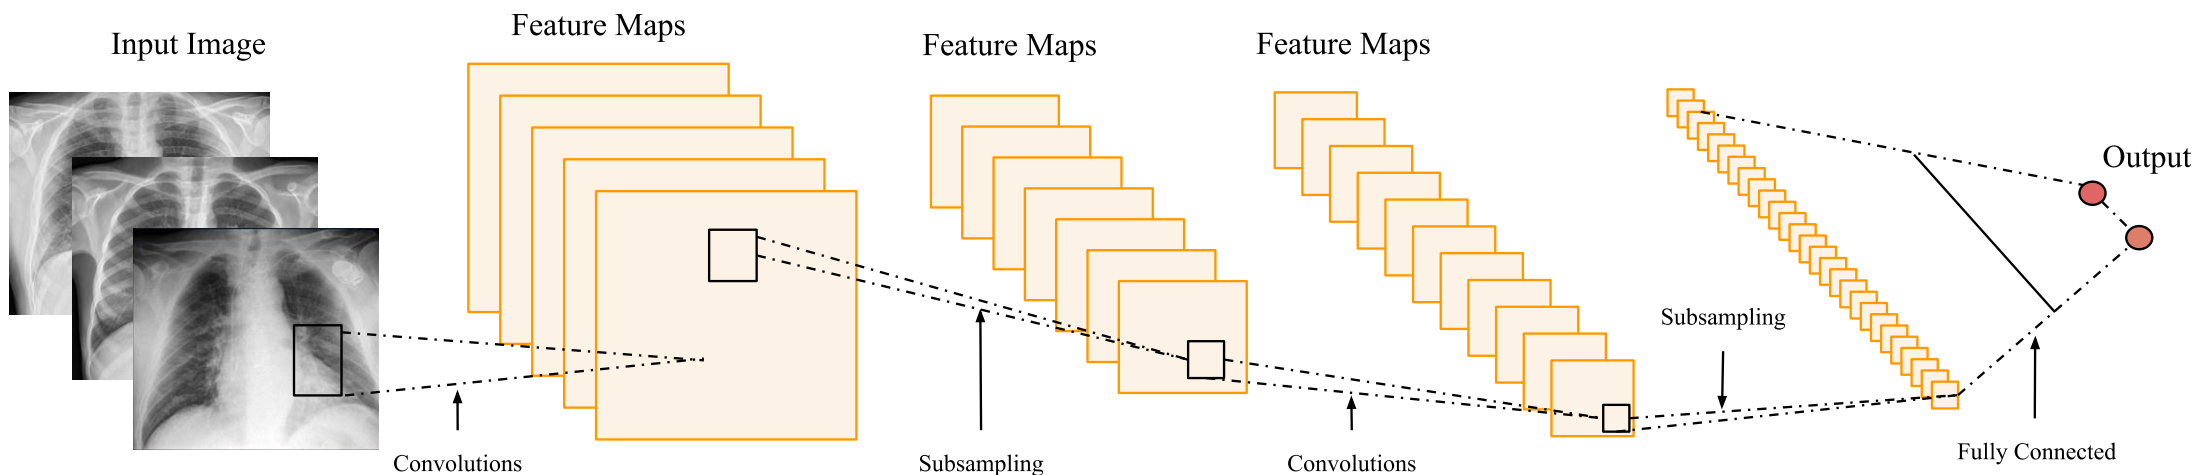 Input Image
Feature Maps
Feature Maps
Feature Maps
Output
Subsampling
Convolutions
Subsampling
Convolutions
Fully Connected